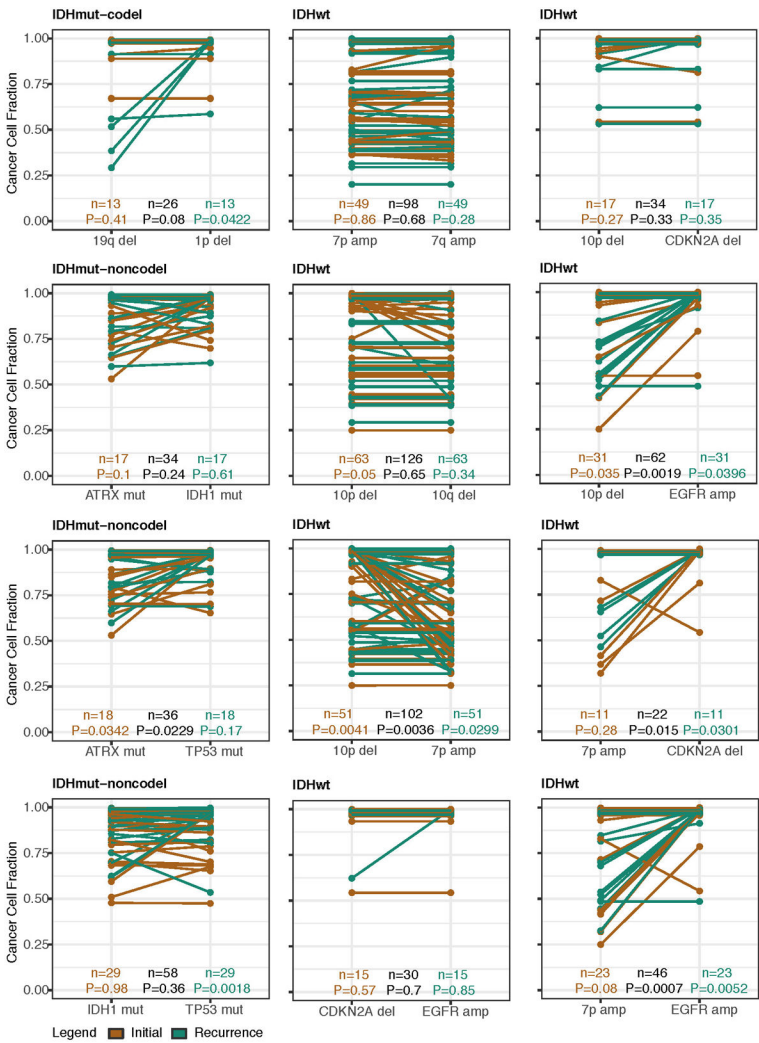 IDHmut−codel
IDHwt
IDHwt
Cancer Cell Fraction
1.00
0.75
0.50
0.25
0.00
n=13 n=26 n=13
P=0.41 P=0.08 P=0.0422
19q del 1p del
n=49 n=98 n=49
P=0.86 P=0.68 P=0.28
7p amp 7q amp
n=17 n=34 n=17
P=0.27 P=0.33 P=0.35
10p del CDKN2A del
IDHmut−noncodel
IDHwt
IDHwt
Cancer Cell Fraction
1.00
0.75
0.50
0.25
0.00
n=17 n=34 n=17
P=0.1 P=0.24 P=0.61
ATRX mut IDH1 mut
n=63 n=126 n=63
P=0.05 P=0.65 P=0.34
10p del 10q del
n=31 n=62 n=31
P=0.035 P=0.0019 P=0.0396
10p del EGFR amp
IDHmut−noncodel
IDHwt
IDHwt
Cancer Cell Fraction
1.00
0.75
0.50
0.25
0.00
n=18 n=36 n=18
P=0.0342 P=0.0229 P=0.17
ATRX mut TP53 mut
n=51 n=102 n=51
P=0.0041 P=0.0036 P=0.0299
10p del 7p amp
n=11 n=22 n=11
P=0.28 P=0.015 P=0.0301
7p amp CDKN2A del
IDHmut−noncodel
IDHwt
IDHwt
Cancer Cell Fraction
1.00
0.75
0.50
0.25
0.00
n=29 n=58 n=29
P=0.98 P=0.36 P=0.0018
IDH1 mut TP53 mut
n=15 n=30 n=15
P=0.57 P=0.7 P=0.85
CDKN2A del EGFR amp
n=23 n=46 n=23
P=0.08 P=0.0007 P=0.0052
7p amp EGFR amp
Legend Initial Recurrence